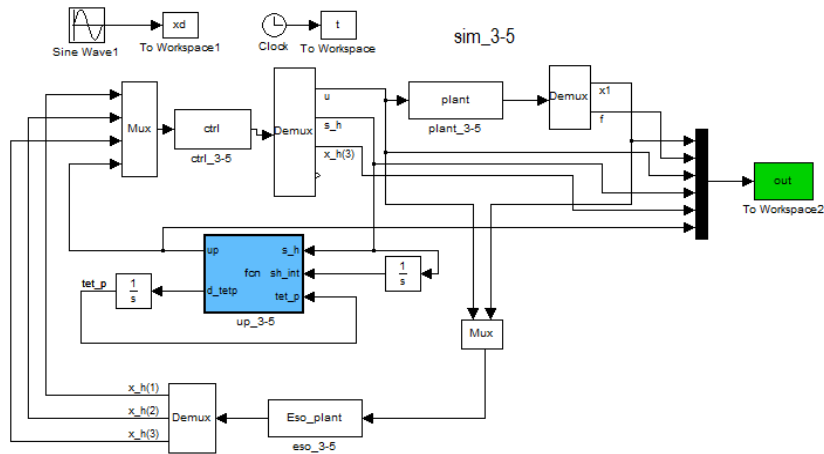 sim_3-5
Sine Wave1
xd
To Workspace1
Clock
t
To Workspace
Mux
ctrl
ctrl_3-5
Demux
u
s_h
x_h(3)
plant
plant_3-5
Demux
x1
f
out
To Workspace2
up
fcn
s_h
sh_int
d_tetp
tet_p
up_3-5
1
s
tet_p
1
s
Mux
x_h(1)
x_h(2)
x_h(3)
Demux
Eso_plant
eso_3-5